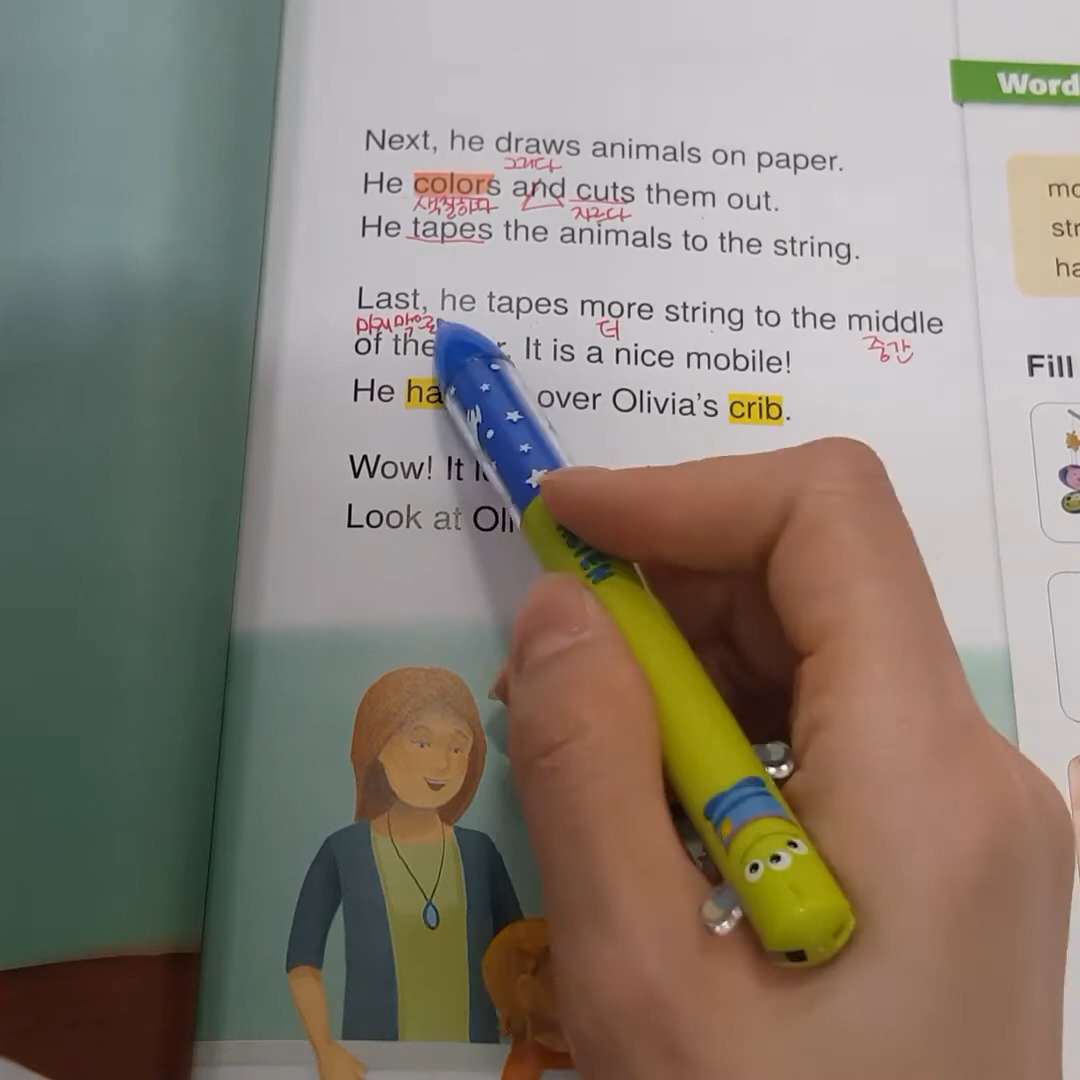 Next, he draws animals on paper.
그리다
He colors and cuts them out.
색칠하다 자르다
He tapes the animals to the string.
Last, he tapes more string to the middle
마지막으로 더 중간
of the It is a nice mobile!
He over Olivia's crib.
Wow! It
Look at
Word
Fill